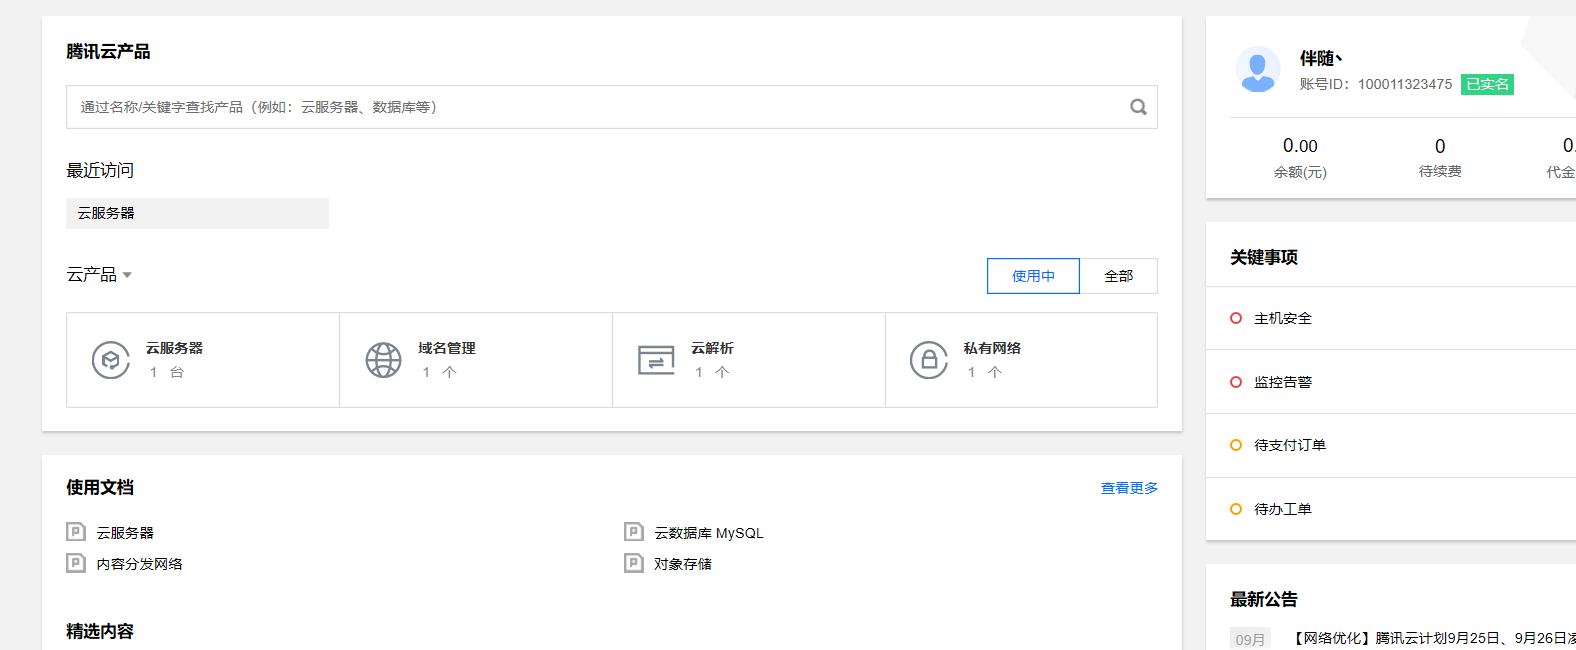 腾讯云产品
通过名称/关键字查找产品（例如：云服务器、数据库等）
最近访问
云服务器
云产品
使用中
全部
云服务器
1 台
域名管理
1 个
云解析
1 个
私有网络
1 个
使用文档
查看更多
云服务器
云数据库 MySQL
内容分发网络
对象存储
精选内容
伴随丶
账号ID：100011323475 已实名
0.00
余额(元)
0
待续费
0.
代金
关键事项
主机安全
监控告警
待支付订单
待办工单
最新公告
09月
【网络优化】腾讯云计划9月25日、9月26日凌